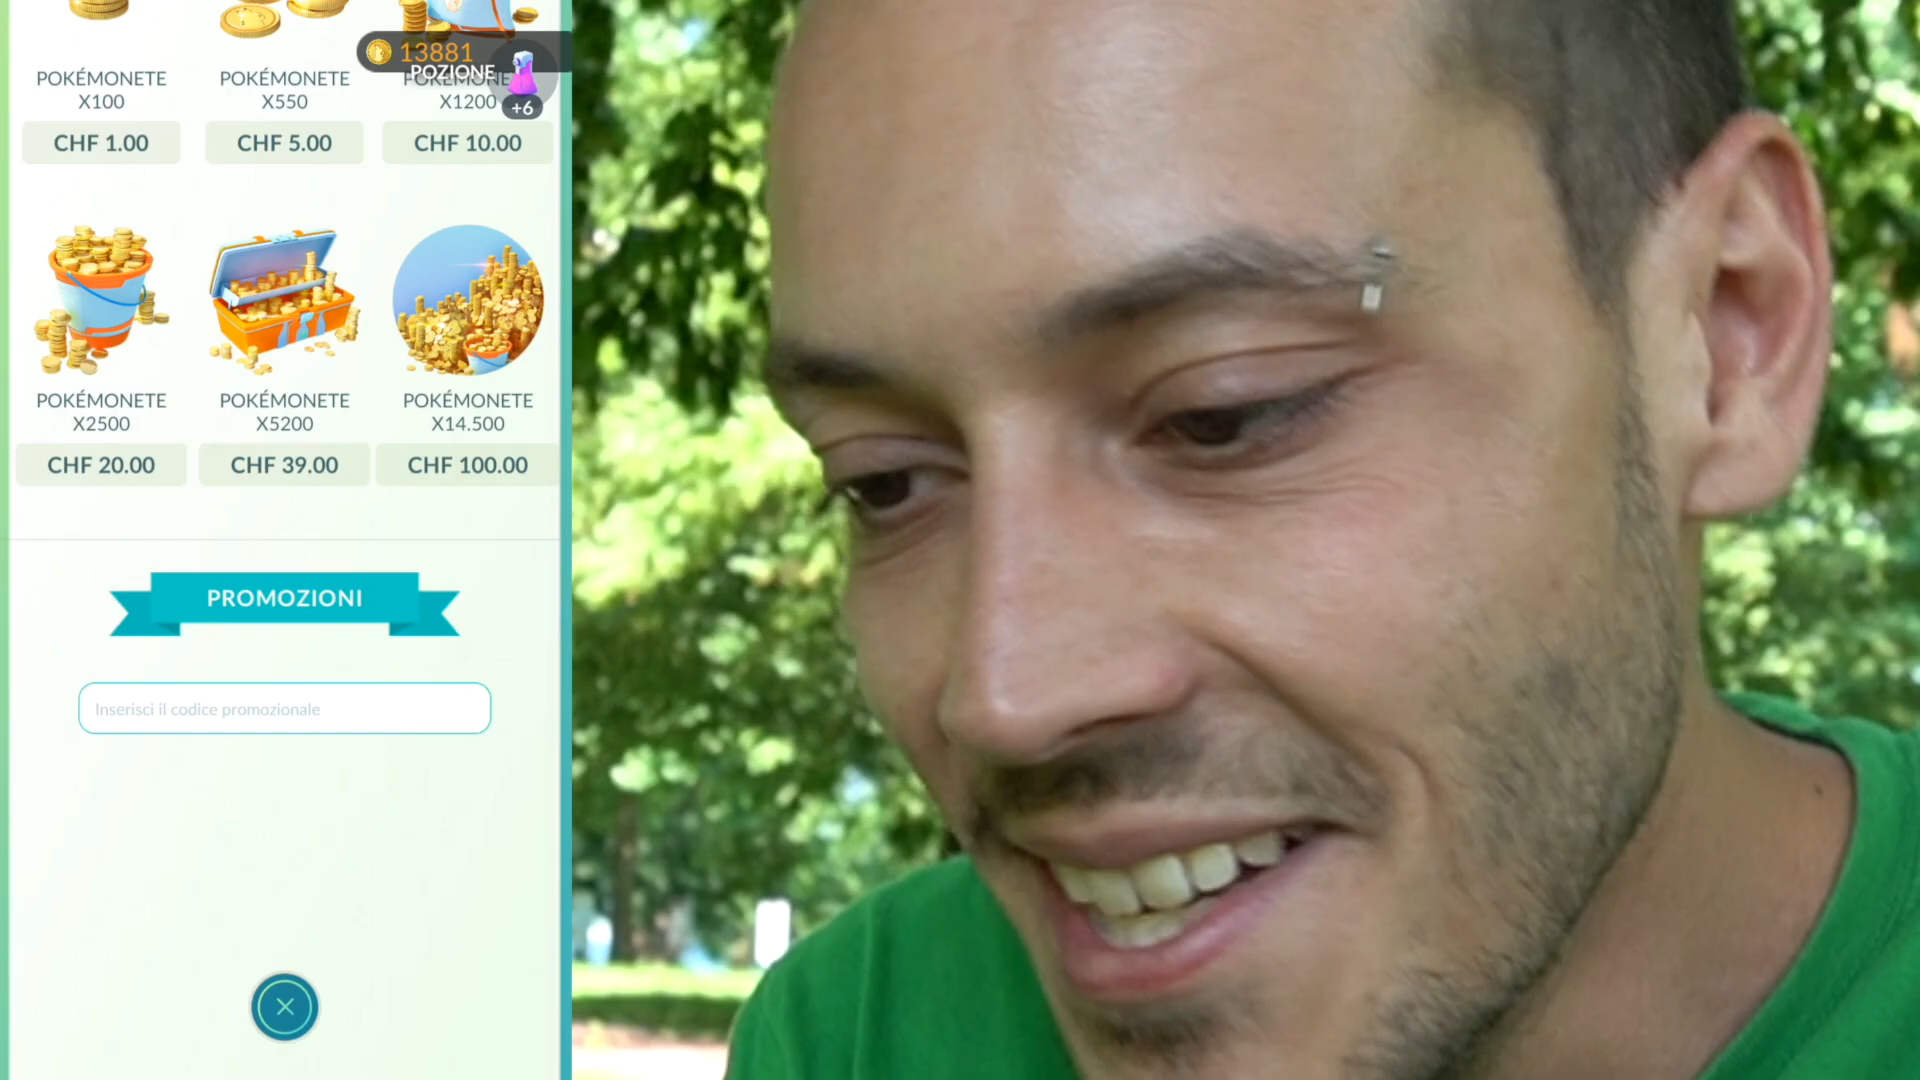 13881
POZIONE
+6
POKÉMONETE
X100
POKÉMONETE
X550
POKÉMONE
X1200
CHF 1.00
CHF 5.00
CHF 10.00
POKÉMONETE
X2500
POKÉMONETE
X5200
POKÉMONETE
X14.500
CHF 20.00
CHF 39.00
CHF 100.00
PROMOZIONI
Inserisci il codice promozionale